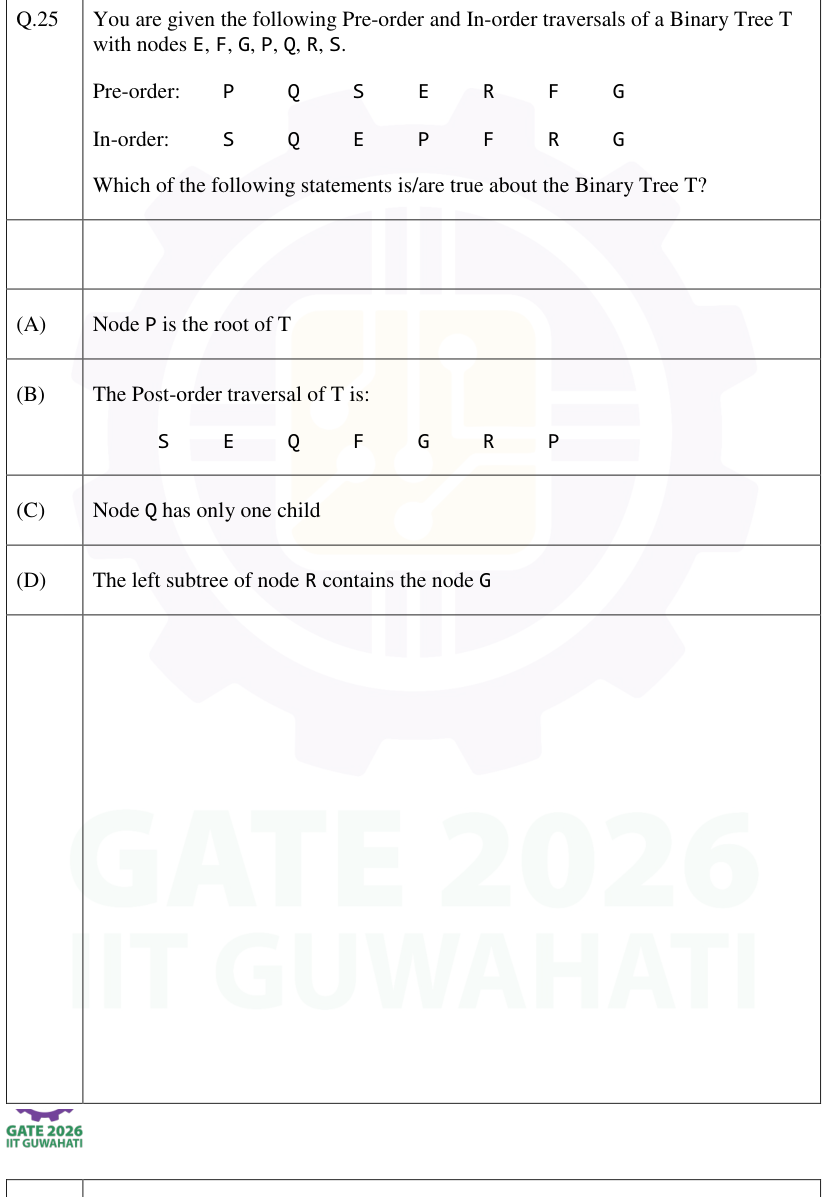 Q.25 You are given the following Pre-order and In-order traversals of a Binary Tree T
with nodes E, F, G, P, Q, R, S.
Pre-order: P Q S E R F G
In-order: S Q E P F R G
Which of the following statements is/are true about the Binary Tree T?
(A) Node P is the root of T
(B) The Post-order traversal of T is:
S E Q F G R P
(C) Node Q has only one child
(D) The left subtree of node R contains the node G
GATE 2026
IIT GUWAHATI
GATE 2026
IIT GUWAHATI